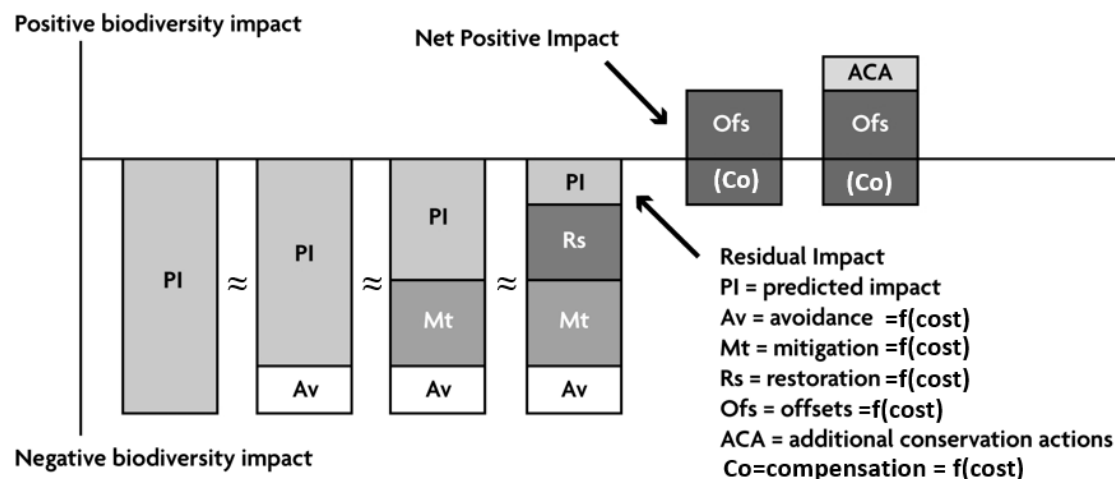 Positive biodiversity impact
Net Positive Impact
ACA
Ofs
Ofs
(Co)
(Co)
PI
PI
PI
PI
Rs
≈
≈
≈
Mt
Mt
Av
Av
Av
Residual Impact
PI = predicted impact
Av = avoidance =f(cost)
Mt = mitigation =f(cost)
Rs = restoration =f(cost)
Ofs = offsets =f(cost)
ACA = additional conservation actions
Co=compensation = f(cost)
Negative biodiversity impact